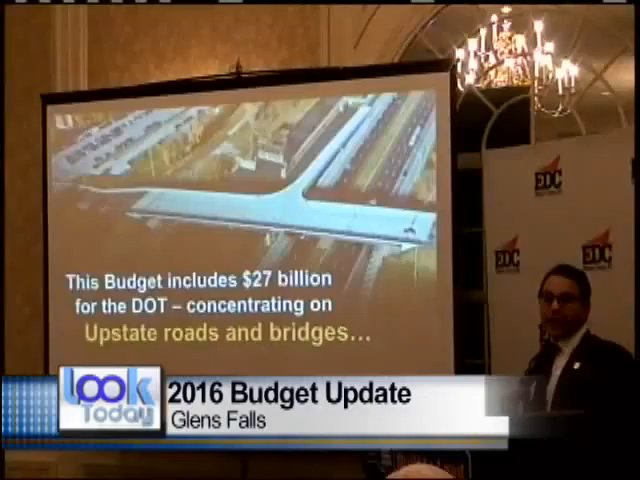 This Budget includes $27 billion
for the DOT – concentrating on
Upstate roads and bridges...
EDC
EDC
EDC
look
Today
2016 Budget Update
Glens Falls